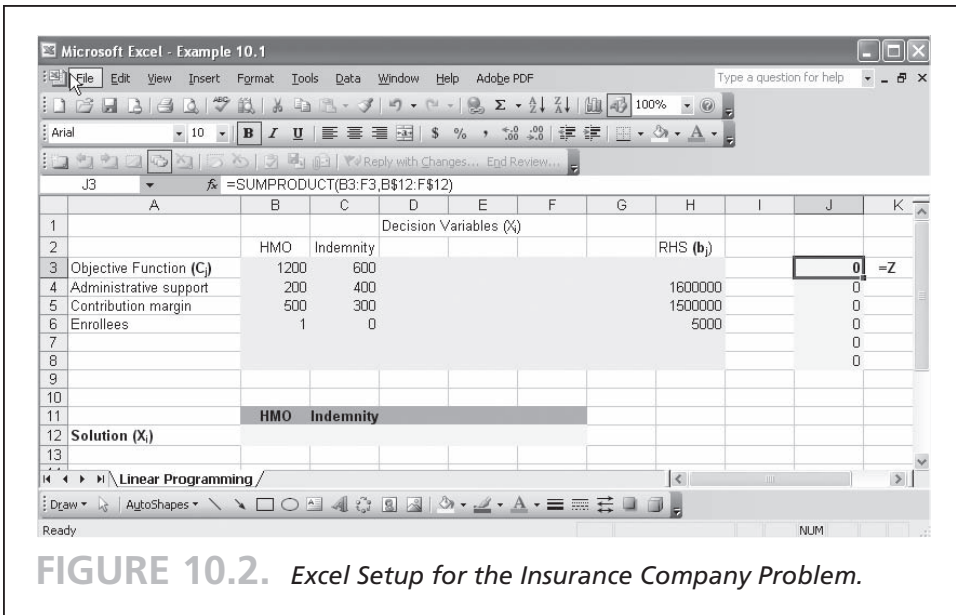 Microsoft Excel - Example 10.1
File Edit View Insert Format Tools Data Window Help Adobe PDF Type a question for help
100%
Arial 10 B I U $ % ,
Reply with Changes... End Review...
J3 fx =SUMPRODUCT(B3:F3,B$12:F$12)
A B C D E F G H I J K
1 Decision Variables (Xi)
2 HMO Indemnity RHS (bj)
3 Objective Function (Cj) 1200 600 0 =Z
4 Administrative support 200 400 1600000 0
5 Contribution margin 500 300 1500000 0
6 Enrollees 1 0 5000 0
7 0
8 0
9
10
11 HMO Indemnity
12 Solution (Xi)
13
Linear Programming
Draw AutoShapes
Ready NUM
FIGURE 10.2. Excel Setup for the Insurance Company Problem.